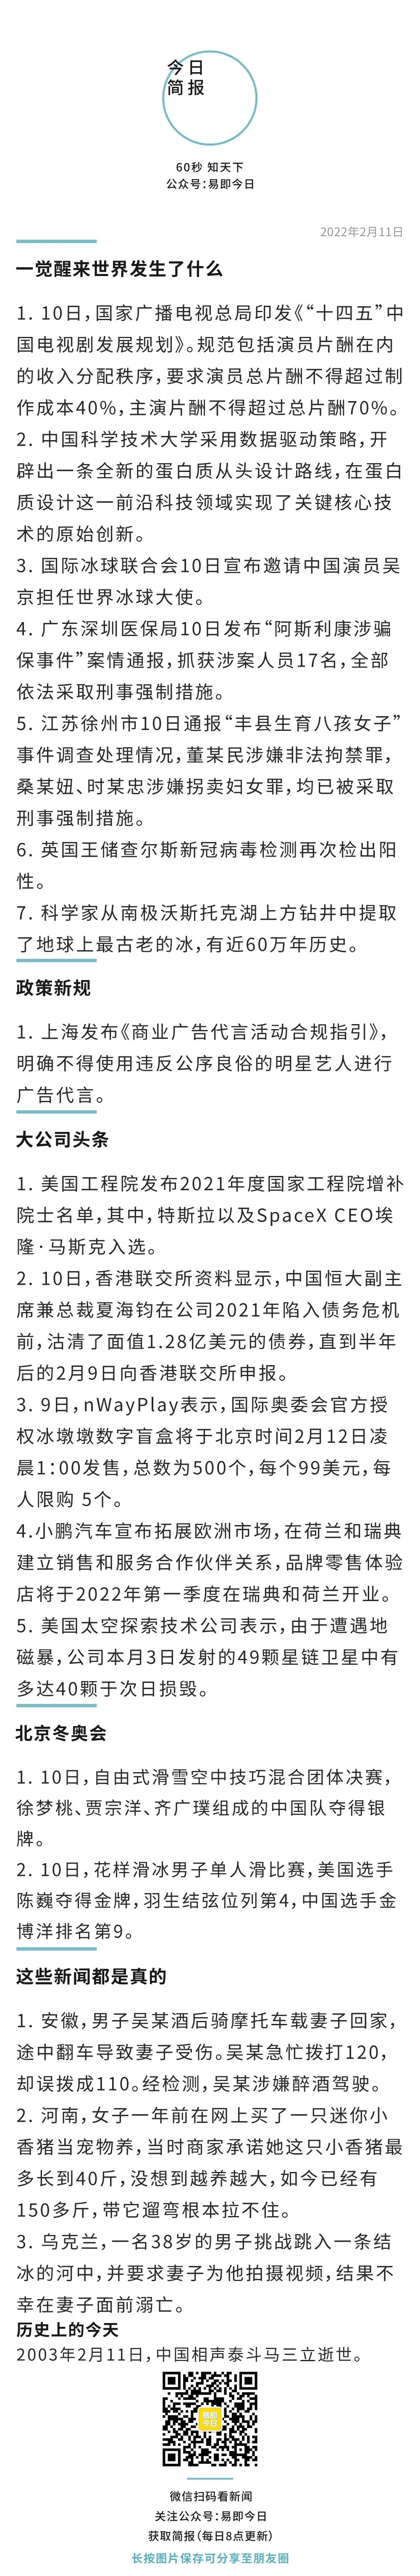 今日
简报
60秒 知天下
公众号：易即今日
2022年2月11日
一觉醒来世界发生了什么
1. 10日，国家广播电视总局印发《“十四五”中
国电视剧发展规划》。规范包括演员片酬在内
的收入分配秩序，要求演员总片酬不得超过制
作成本40%，主演片酬不得超过总片酬70%。
2. 中国科学技术大学采用数据驱动策略，开
辟出一条全新的蛋白质从头设计路线，在蛋白
质设计这一前沿科技领域实现了关键核心技
术的原始创新。
3. 国际冰球联合会10日宣布邀请中国演员吴
京担任世界冰球大使。
4. 广东深圳医保局10日发布“阿斯利康涉骗
保事件”案情通报，抓获涉案人员17名，全部
依法采取刑事强制措施。
5. 江苏徐州市10日通报“丰县生育八孩女子”
事件调查处理情况，董某民涉嫌非法拘禁罪，
桑某妞、时某忠涉嫌拐卖妇女罪，均已被采取
刑事强制措施。
6. 英国王储查尔斯新冠病毒检测再次检出阳
性。
7. 科学家从南极沃斯托克湖上方钻井中提取
了地球上最古老的冰，有近60万年历史。
政策新规
1. 上海发布《商业广告代言活动合规指引》，
明确不得使用违反公序良俗的明星艺人进行
广告代言。
大公司头条
1. 美国工程院发布2021年度国家工程院增补
院士名单，其中，特斯拉以及SpaceX CEO埃
隆·马斯克入选。
2. 10日，香港联交所资料显示，中国恒大副主
席兼总裁夏海钧在公司2021年陷入债务危机
前，沽清了面值1.28亿美元的债券，直到半年
后的2月9日向香港联交所申报。
3. 9日，nWayPlay表示，国际奥委会官方授
权冰墩墩数字盲盒将于北京时间2月12日凌
晨1：00发售，总数为500个，每个99美元，每
人限购 5个。
4.小鹏汽车宣布拓展欧洲市场，在荷兰和瑞典
建立销售和服务合作伙伴关系，品牌零售体验
店将于2022年第一季度在瑞典和荷兰开业。
5. 美国太空探索技术公司表示，由于遭遇地
磁暴，公司本月3日发射的49颗星链卫星中有
多达40颗于次日损毁。
北京冬奥会
1. 10日，自由式滑雪空中技巧混合团体决赛，
徐梦桃、贾宗洋、齐广璞组成的中国队夺得银
牌。
2. 10日，花样滑冰男子单人滑比赛，美国选手
陈巍夺得金牌，羽生结弦位列第4，中国选手金
博洋排名第9。
这些新闻都是真的
1. 安徽，男子吴某酒后骑摩托车载妻子回家，
途中翻车导致妻子受伤。吴某急忙拨打120，
却误拨成110。经检测，吴某涉嫌醉酒驾驶。
2. 河南，女子一年前在网上买了一只迷你小
香猪当宠物养，当时商家承诺她这只小香猪最
多长到40斤，没想到越养越大，如今已经有
150多斤，带它遛弯根本拉不住。
3. 乌克兰，一名38岁的男子挑战跳入一条结
冰的河中，并要求妻子为他拍摄视频，结果不
幸在妻子面前溺亡。
历史上的今天
2003年2月11日，中国相声泰斗马三立逝世。
易即
今日
微信扫码看新闻
关注公众号：易即今日
获取简报（每日8点更新）
长按图片保存可分享至朋友圈